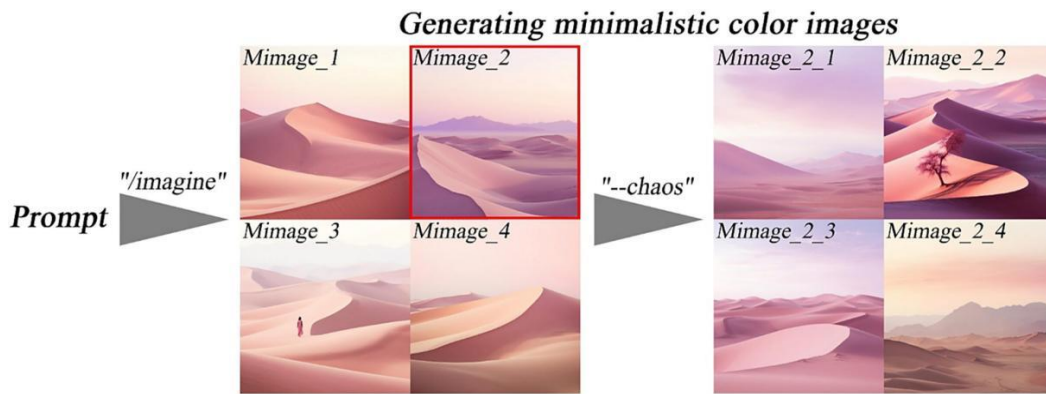 Generating minimalistic color images
Mimage_1
Mimage_2
Mimage_2_1
Mimage_2_2
"/imagine"
"--chaos"
Prompt
Mimage_3
Mimage_4
Mimage_2_3
Mimage_2_4